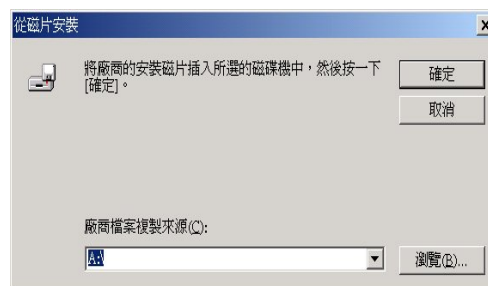 從磁片安裝
將廠商的安裝磁片插入所選的磁碟機中，然後按一下
[確定]。
確定
取消
廠商檔案複製來源(C):
A:\
瀏覽(B)...